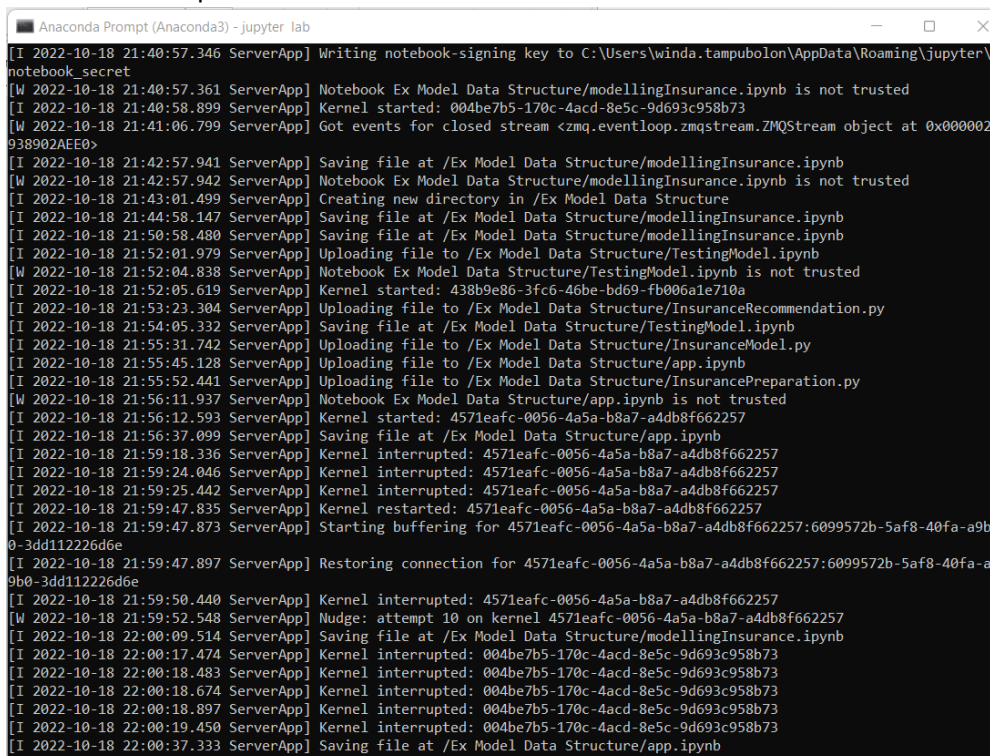 Anaconda Prompt (Anaconda3) - jupyter lab
[I 2022-10-18 21:40:57.346 ServerApp] Writing notebook-signing key to C:\Users\winda.tampubolon\AppData\Roaming\jupyter\
notebook_secret
[W 2022-10-18 21:40:57.361 ServerApp] Notebook Ex Model Data Structure/modellingInsurance.ipynb is not trusted
[I 2022-10-18 21:40:58.899 ServerApp] Kernel started: 004be7b5-170c-4acd-8e5c-9d693c958b73
[W 2022-10-18 21:41:06.799 ServerApp] Got events for closed stream <zmq.eventloop.zmqstream.ZMQStream object at 0x000002
938902AEE0>
[I 2022-10-18 21:42:57.941 ServerApp] Saving file at /Ex Model Data Structure/modellingInsurance.ipynb
[W 2022-10-18 21:42:57.942 ServerApp] Notebook Ex Model Data Structure/modellingInsurance.ipynb is not trusted
[I 2022-10-18 21:43:01.499 ServerApp] Creating new directory in /Ex Model Data Structure
[I 2022-10-18 21:44:58.147 ServerApp] Saving file at /Ex Model Data Structure/modellingInsurance.ipynb
[I 2022-10-18 21:50:58.480 ServerApp] Saving file at /Ex Model Data Structure/modellingInsurance.ipynb
[I 2022-10-18 21:52:01.979 ServerApp] Uploading file to /Ex Model Data Structure/TestingModel.ipynb
[W 2022-10-18 21:52:04.838 ServerApp] Notebook Ex Model Data Structure/TestingModel.ipynb is not trusted
[I 2022-10-18 21:52:05.619 ServerApp] Kernel started: 438b9e86-3fc6-46be-bd69-fb006a1e710a
[I 2022-10-18 21:53:23.304 ServerApp] Uploading file to /Ex Model Data Structure/InsuranceRecommendation.py
[I 2022-10-18 21:54:05.332 ServerApp] Saving file at /Ex Model Data Structure/TestingModel.ipynb
[I 2022-10-18 21:55:31.742 ServerApp] Uploading file to /Ex Model Data Structure/InsuranceModel.py
[I 2022-10-18 21:55:45.128 ServerApp] Uploading file to /Ex Model Data Structure/app.ipynb
[I 2022-10-18 21:55:52.441 ServerApp] Uploading file to /Ex Model Data Structure/InsurancePreparation.py
[W 2022-10-18 21:56:11.937 ServerApp] Notebook Ex Model Data Structure/app.ipynb is not trusted
[I 2022-10-18 21:56:12.593 ServerApp] Kernel started: 4571eafc-0056-4a5a-b8a7-a4db8f662257
[I 2022-10-18 21:56:37.099 ServerApp] Saving file at /Ex Model Data Structure/app.ipynb
[I 2022-10-18 21:59:18.336 ServerApp] Kernel interrupted: 4571eafc-0056-4a5a-b8a7-a4db8f662257
[I 2022-10-18 21:59:24.046 ServerApp] Kernel interrupted: 4571eafc-0056-4a5a-b8a7-a4db8f662257
[I 2022-10-18 21:59:25.442 ServerApp] Kernel interrupted: 4571eafc-0056-4a5a-b8a7-a4db8f662257
[I 2022-10-18 21:59:47.835 ServerApp] Kernel restarted: 4571eafc-0056-4a5a-b8a7-a4db8f662257
[I 2022-10-18 21:59:47.873 ServerApp] Starting buffering for 4571eafc-0056-4a5a-b8a7-a4db8f662257:6099572b-5af8-40fa-a9b
0-3dd112226d6e
[I 2022-10-18 21:59:47.897 ServerApp] Restoring connection for 4571eafc-0056-4a5a-b8a7-a4db8f662257:6099572b-5af8-40fa-a
9b0-3dd112226d6e
[I 2022-10-18 21:59:50.440 ServerApp] Kernel interrupted: 4571eafc-0056-4a5a-b8a7-a4db8f662257
[W 2022-10-18 21:59:52.548 ServerApp] Nudge: attempt 10 on kernel 4571eafc-0056-4a5a-b8a7-a4db8f662257
[I 2022-10-18 22:00:09.514 ServerApp] Saving file at /Ex Model Data Structure/modellingInsurance.ipynb
[I 2022-10-18 22:00:17.474 ServerApp] Kernel interrupted: 004be7b5-170c-4acd-8e5c-9d693c958b73
[I 2022-10-18 22:00:18.483 ServerApp] Kernel interrupted: 004be7b5-170c-4acd-8e5c-9d693c958b73
[I 2022-10-18 22:00:18.674 ServerApp] Kernel interrupted: 004be7b5-170c-4acd-8e5c-9d693c958b73
[I 2022-10-18 22:00:18.897 ServerApp] Kernel interrupted: 004be7b5-170c-4acd-8e5c-9d693c958b73
[I 2022-10-18 22:00:19.450 ServerApp] Kernel interrupted: 004be7b5-170c-4acd-8e5c-9d693c958b73
[I 2022-10-18 22:00:37.333 ServerApp] Saving file at /Ex Model Data Structure/app.ipynb